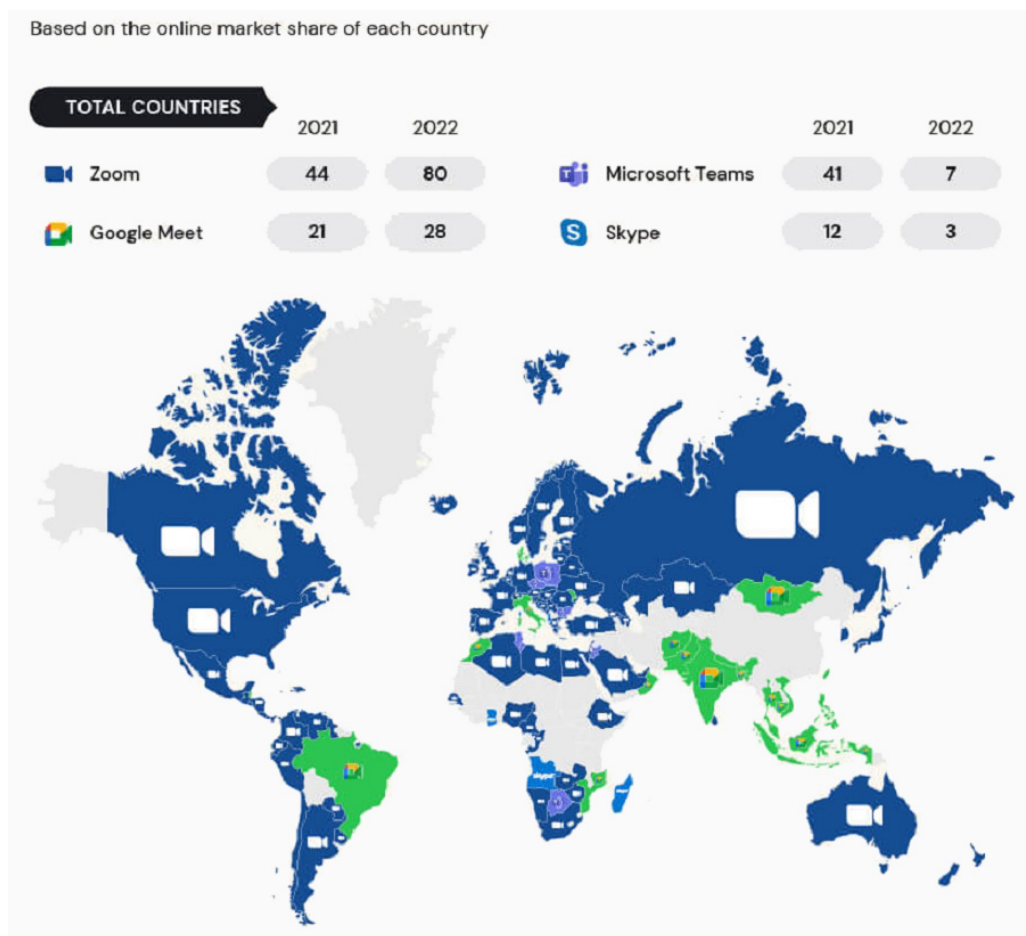 Based on the online market share of each country
TOTAL COUNTRIES
2021 2022
Zoom 44 80
Google Meet 21 28
2021 2022
Microsoft Teams 41 7
Skype 12 3
skype